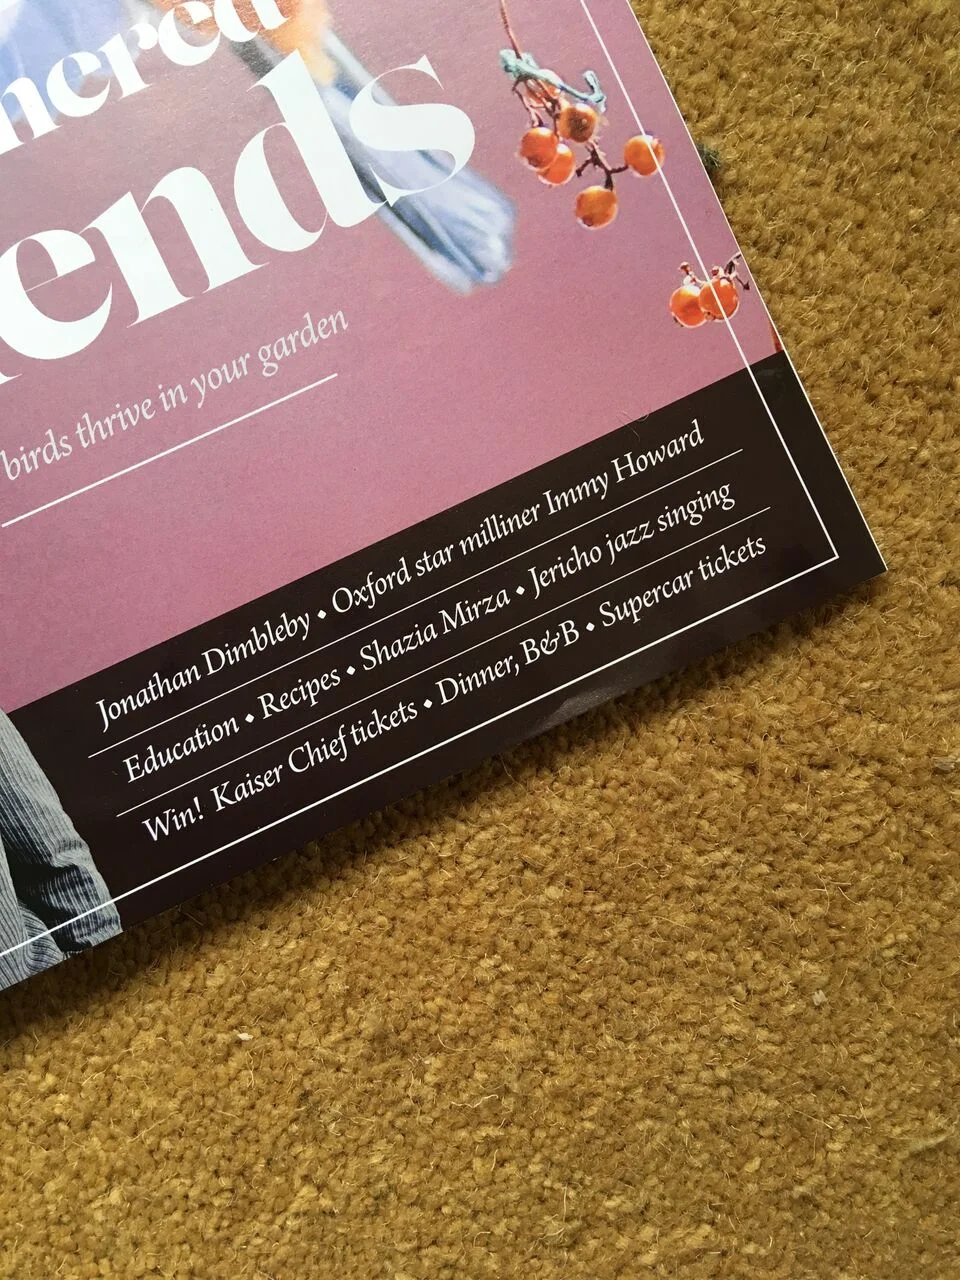 hered
ends
birds thrive in your garden
Jonathan Dimbleby • Oxford star milliner Immy Howard
Education • Recipes • Shazia Mirza • Jericho jazz singing
Win! Kaiser Chief tickets • Dinner, B&B • Supercar tickets